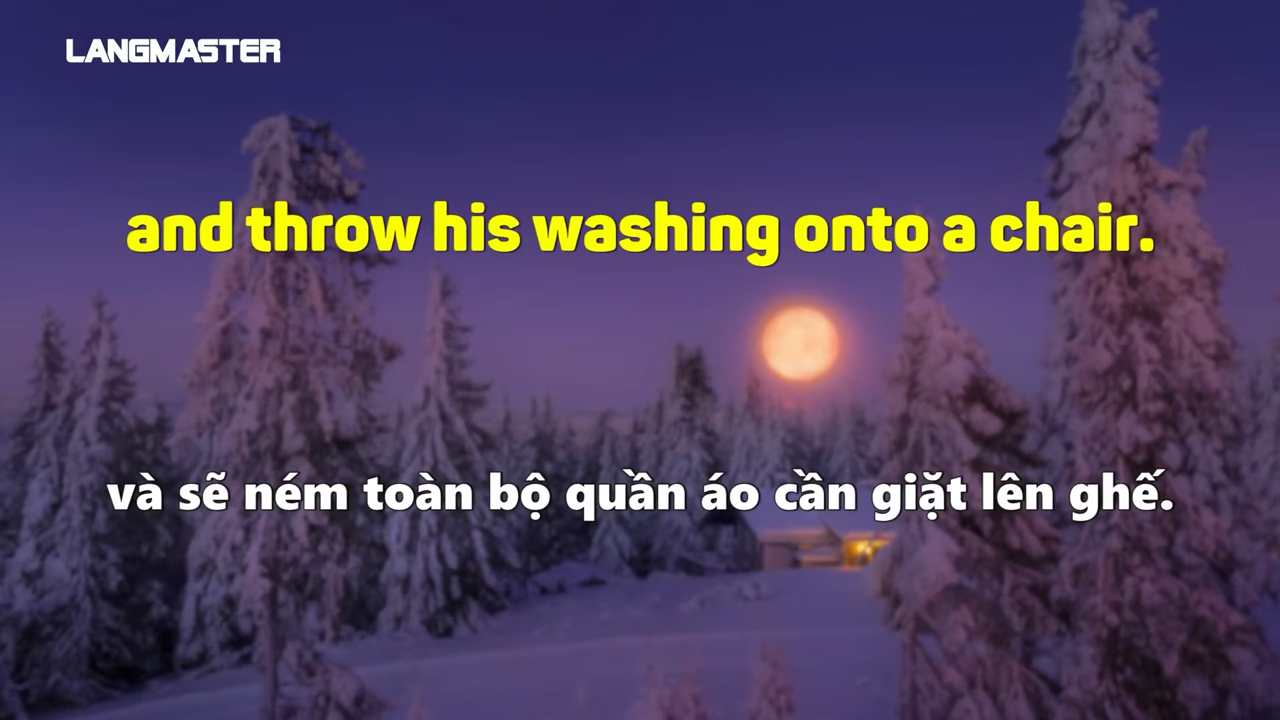 LANGMASTER
and throw his washing onto a chair.
và sẽ ném toàn bộ quần áo cần giặt lên ghế.